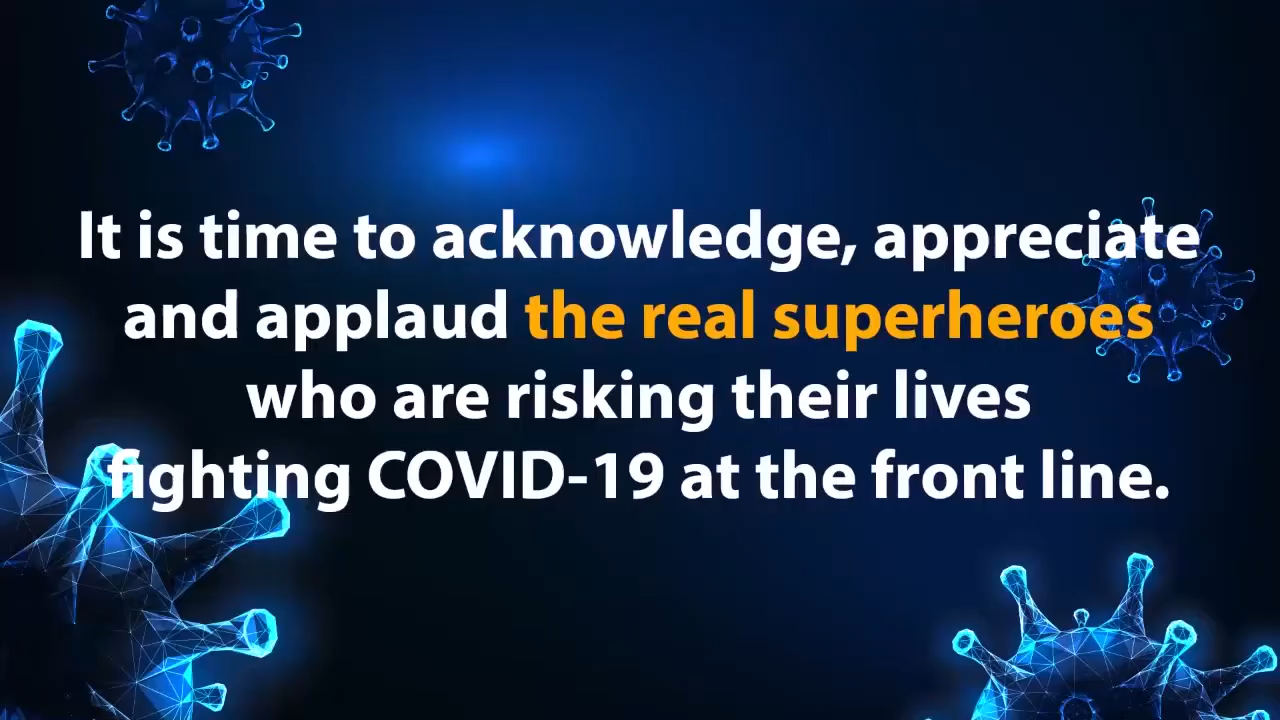 It is time to acknowledge, appreciate
and applaud the real superheroes
who are risking their lives
fighting COVID-19 at the front line.